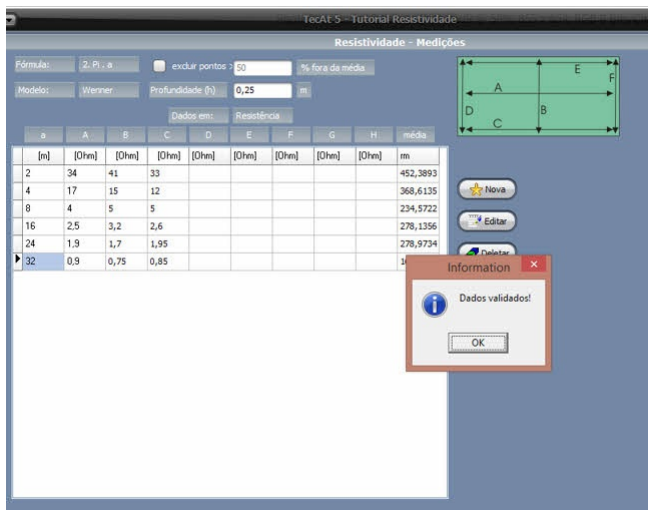 TecAt 5 - Tutorial Resistividade
Resistividade - Medições
Fórmula: 2. Pi . a excluir pontos > 50 % fora da média
Modelo: Wenner Profundidade (h) 0,25 m
Dados em: Resistência
a A B C D E F G H média
[m] [Ohm] [Ohm] [Ohm] [Ohm] [Ohm] [Ohm] [Ohm] [Ohm] rm
2 34 41 33 452,3893
4 17 15 12 368,6135
8 4 5 5 234,5722
16 2,5 3,2 2,6 278,1356
24 1,9 1,7 1,95 278,9734
32 0,9 0,75 0,85
E
F
A
D B
C
Nova
Editar
Deletar
Information
Dados validados!
OK